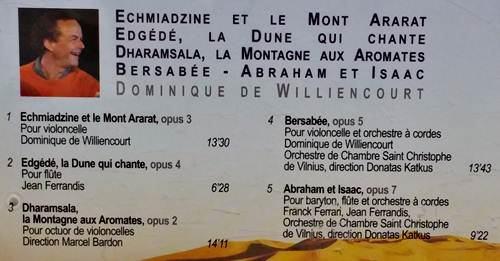 Echmiadzine et le Mont Ararat
Edgédé, la Dune qui chante
Dharamsala, la Montagne aux Aromates
Bersabée - Abraham et Isaac
Dominique de Williencourt
1 Echmiadzine et le Mont Ararat, opus 3
Pour violoncelle
Dominique de Williencourt 13'30
2 Edgédé, la Dune qui chante, opus 4
Pour flûte
Jean Ferrandis 6'28
3 Dharamsala,
la Montagne aux Aromates, opus 2
Pour octuor de violoncelles
Direction Marcel Bardon 14'11
4 Bersabée, opus 5
Pour violoncelle et orchestre à cordes
Dominique de Williencourt
Orchestre de Chambre Saint Christophe
de Vilnius, direction Donatas Katkus 13'43
5 Abraham et Isaac, opus 7
Pour baryton, flûte et orchestre à cordes
Franck Ferrari, Jean Ferrandis,
Orchestre de Chambre Saint Christophe
de Vilnius, direction Donatas Katkus 9'22